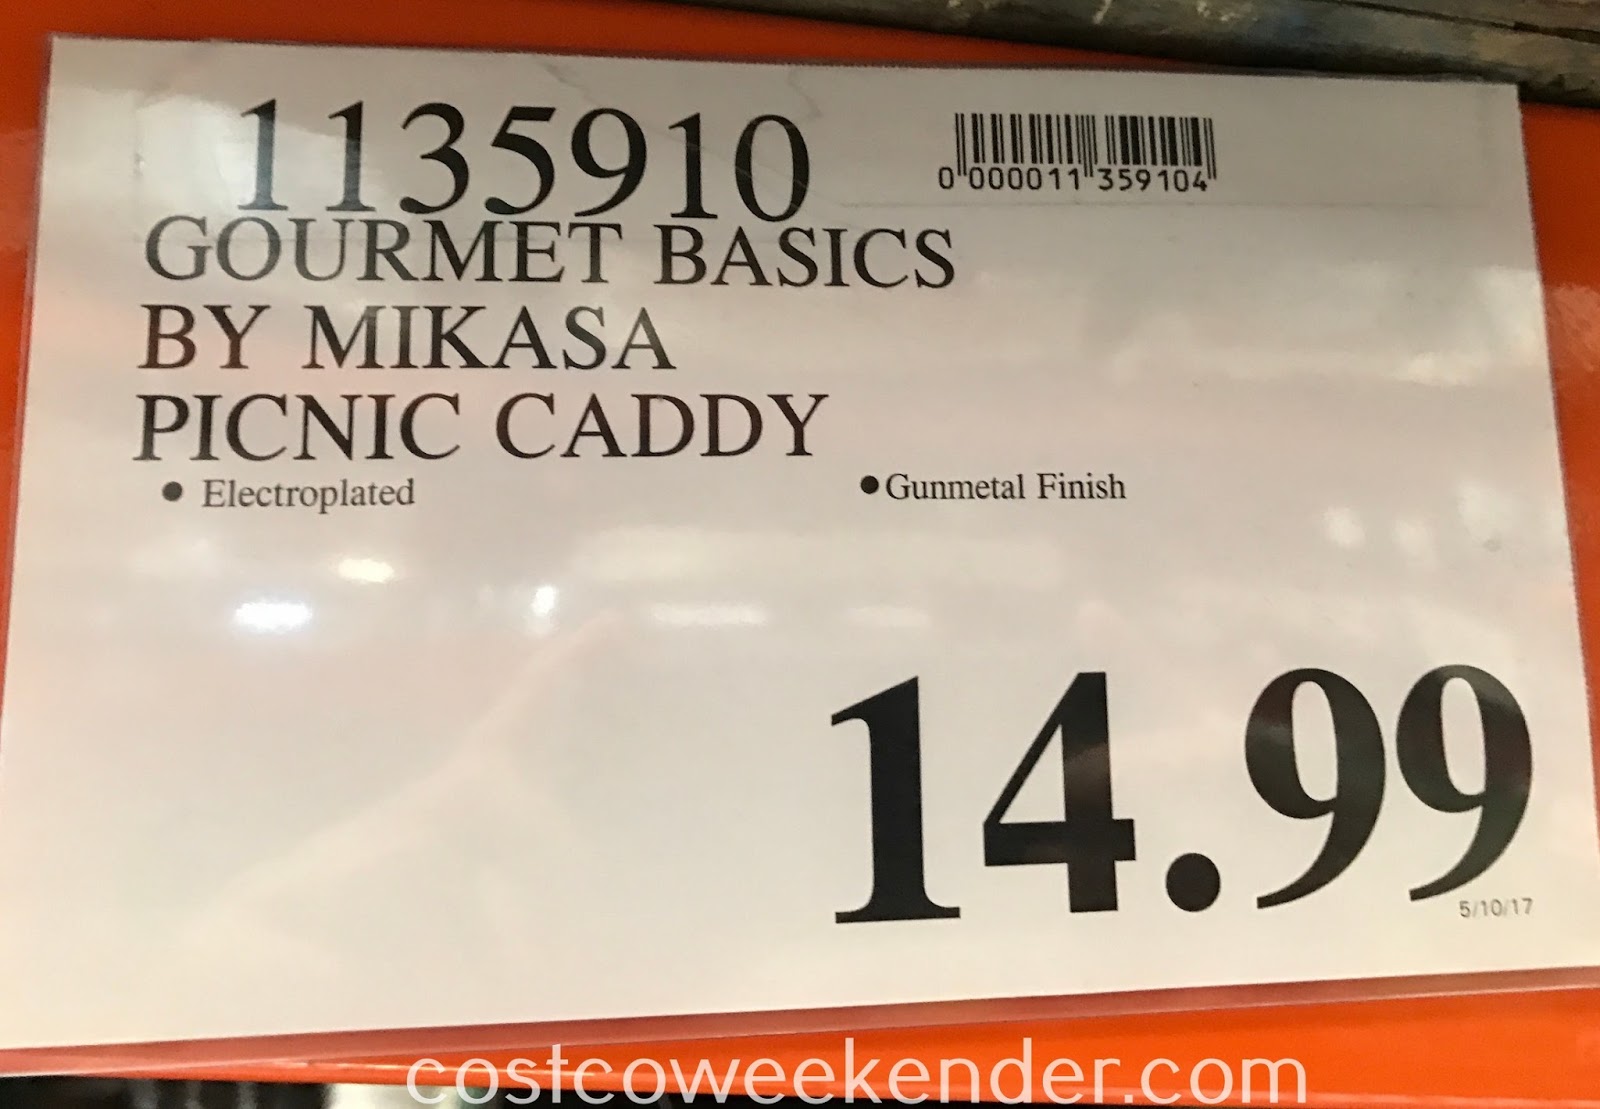 1135910
0 000011 359104
GOURMET BASICS
BY MIKASA
PICNIC CADDY
• Electroplated
• Gunmetal Finish
14.99
5/10/17
costcoweekender.com